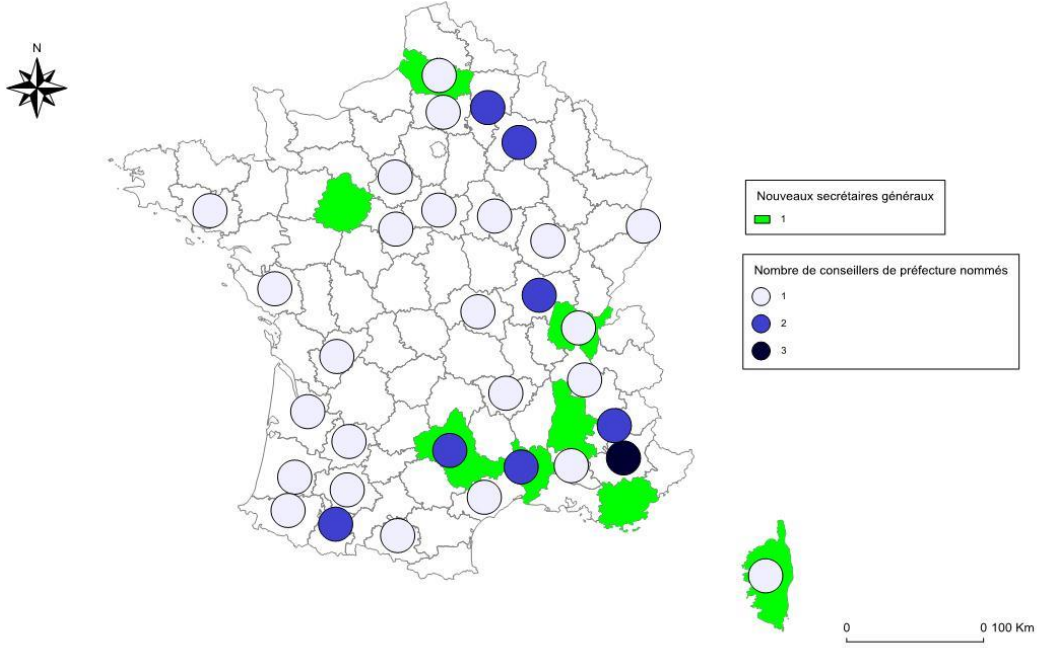 N
Nouveaux secrétaires généraux
1
Nombre de conseillers de préfecture nommés
1
2
3
0 0 100 Km